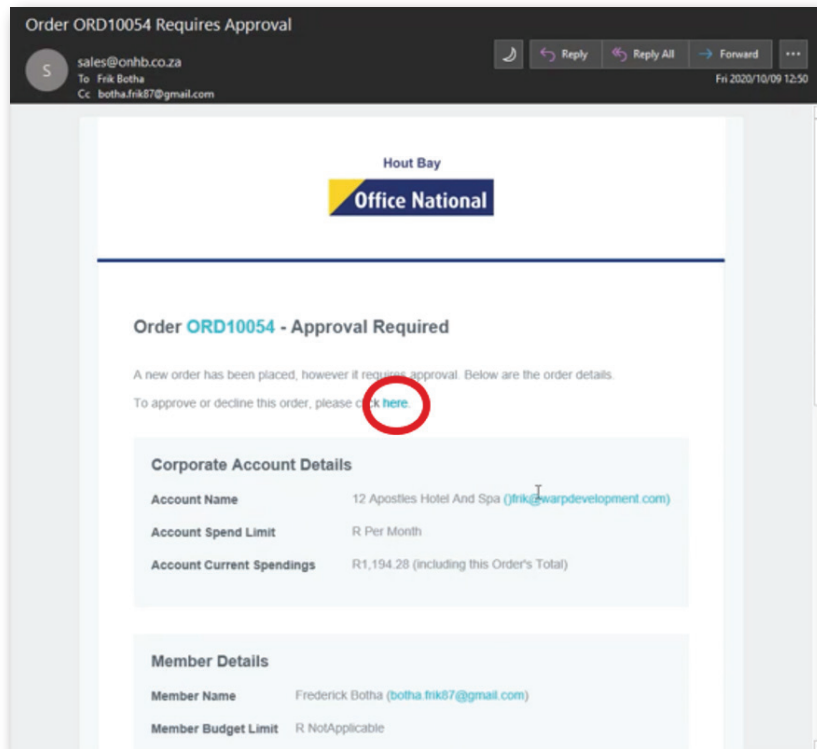 Order ORD10054 Requires Approval
S
sales@onhb.co.za
To Frik Botha
Cc botha.frik87@gmail.com
Reply
Reply All
Forward
Fri 2020/10/09 12:50
Hout Bay
Office National
Order ORD10054 - Approval Required
A new order has been placed, however it requires approval. Below are the order details.
To approve or decline this order, please click here.
Corporate Account Details
Account Name 12 Apostles Hotel And Spa ()frik@warpdevelopment.com)
Account Spend Limit R Per Month
Account Current Spendings R1,194.28 (including this Order's Total)
Member Details
Member Name Frederick Botha (botha.frik87@gmail.com)
Member Budget Limit R NotApplicable